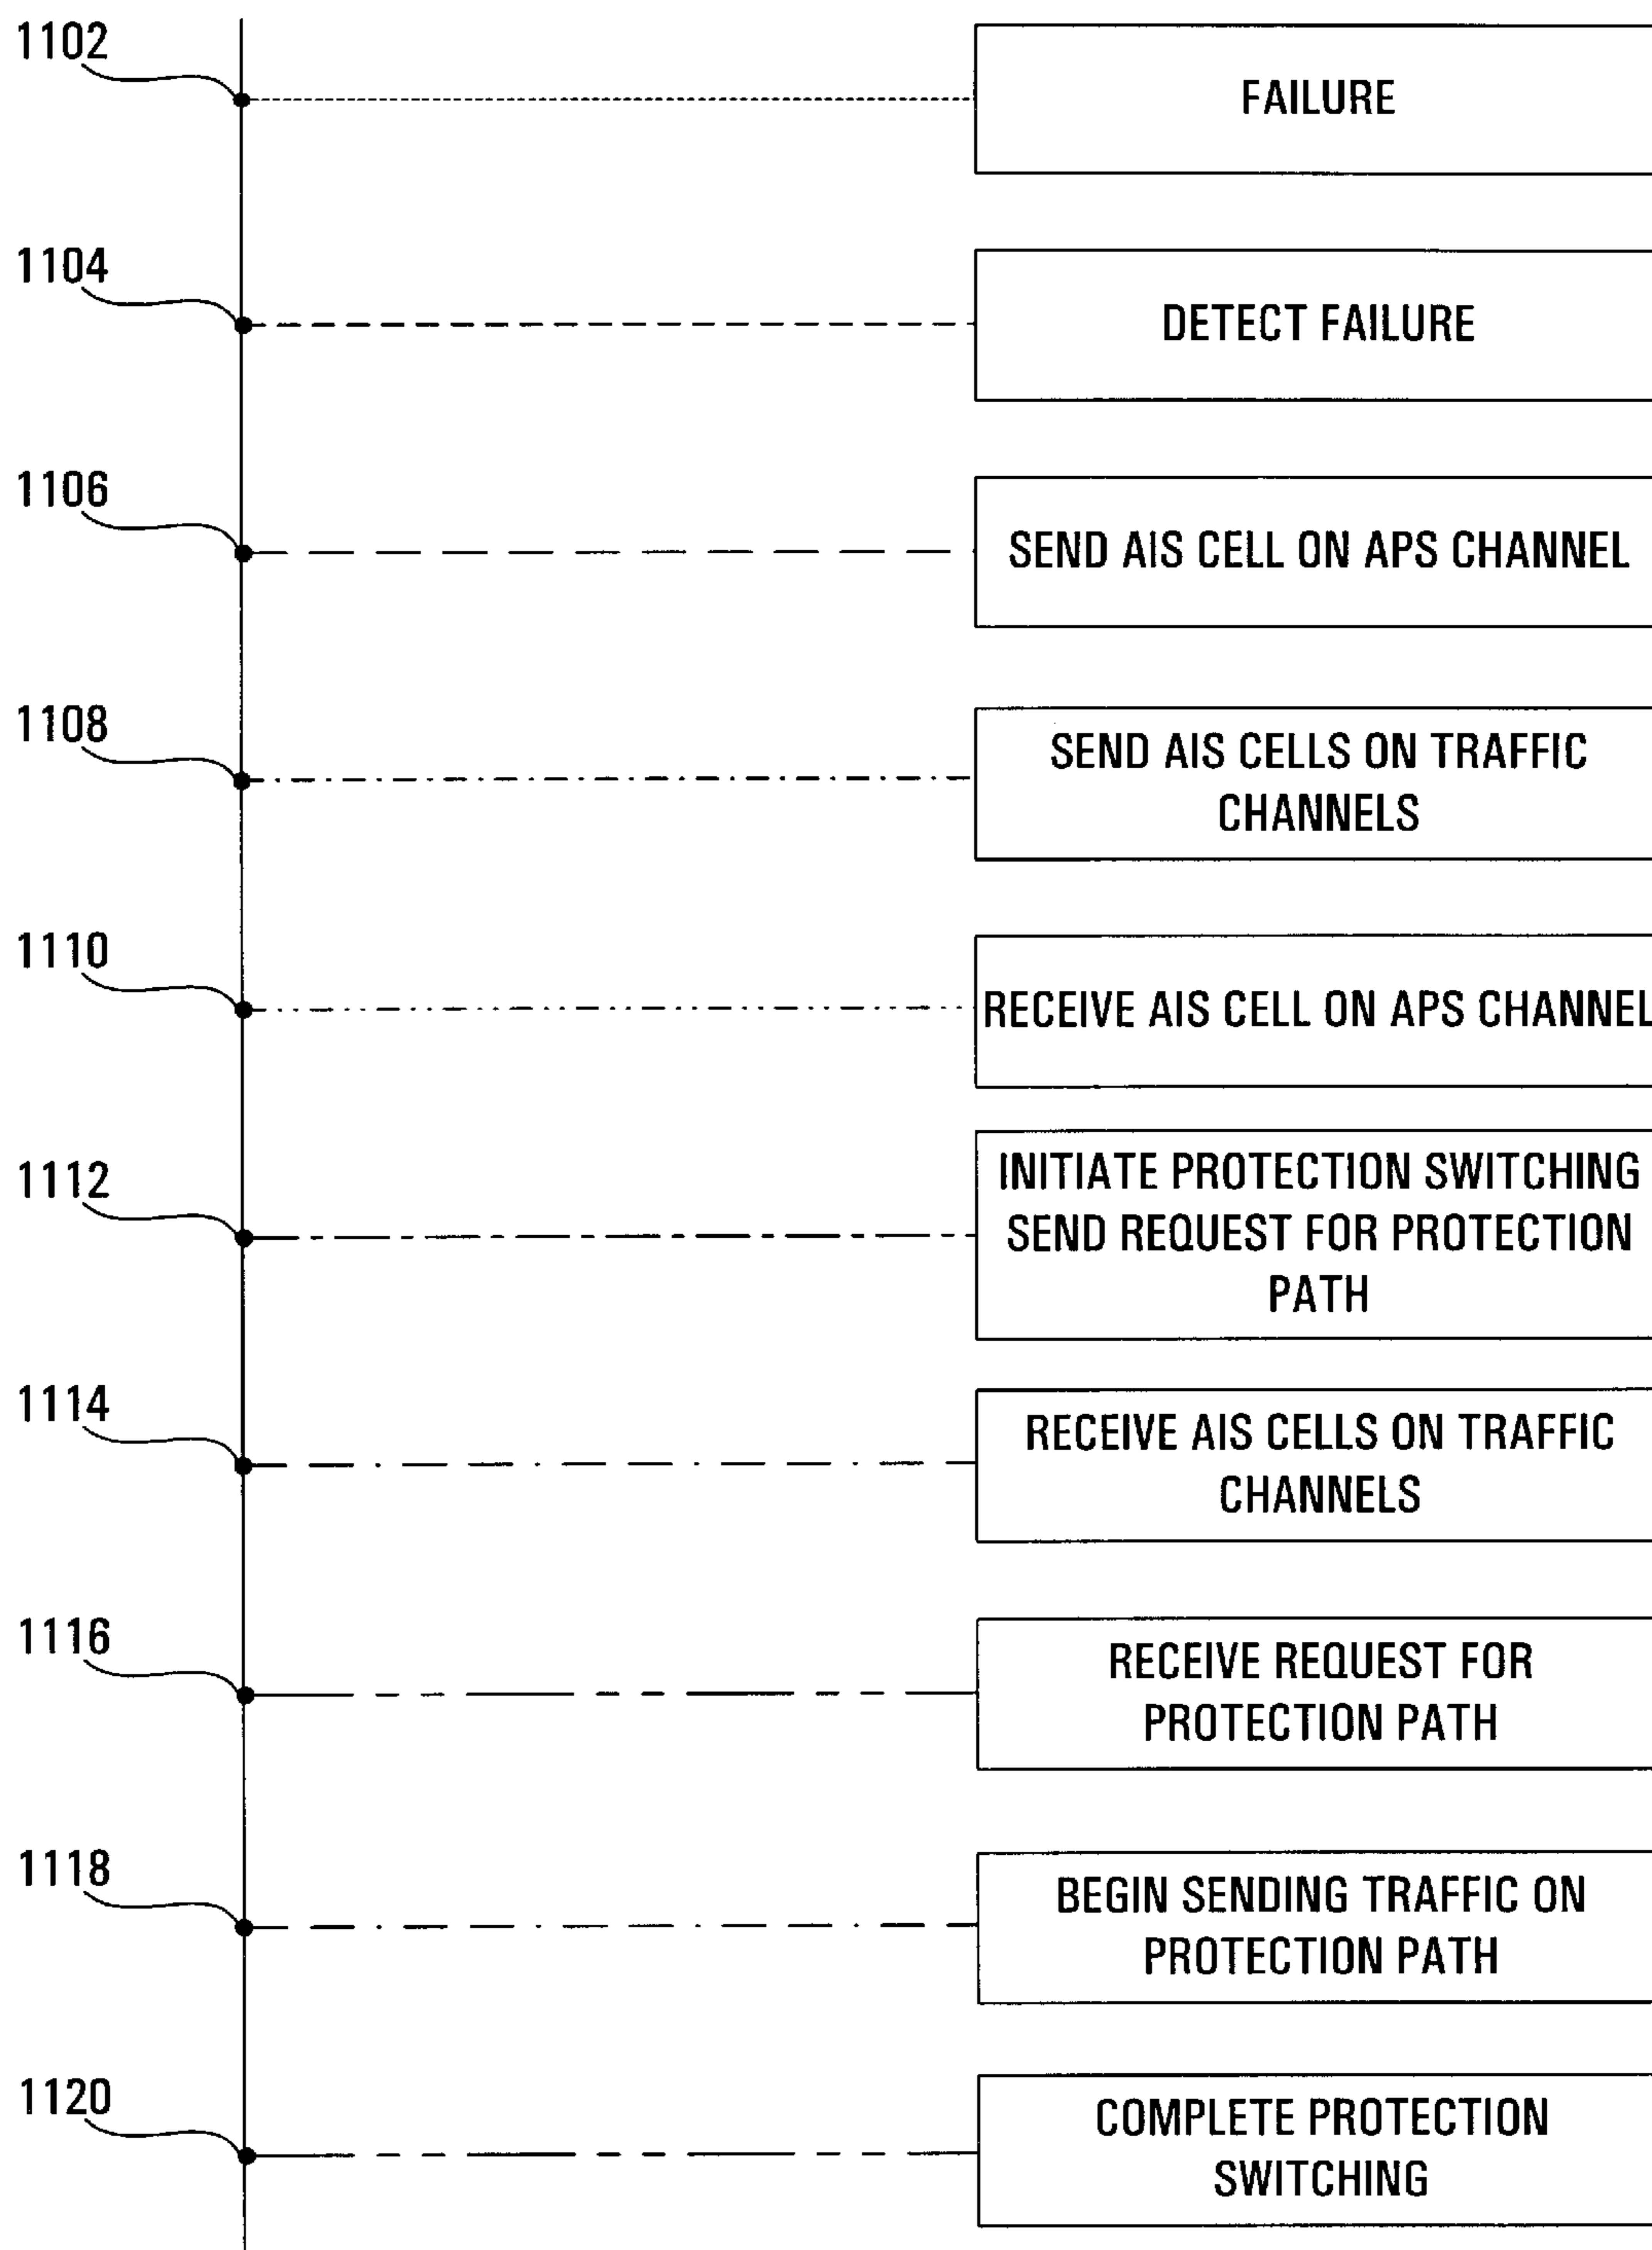 1102
FAILURE
1104
DETECT FAILURE
1106
SEND AIS CELL ON APS CHANNEL
1108
SEND AIS CELLS ON TRAFFIC
CHANNELS
1110
RECEIVE AIS CELL ON APS CHANNEL
1112
INITIATE PROTECTION SWITCHING
SEND REQUEST FOR PROTECTION
PATH
1114
RECEIVE AIS CELLS ON TRAFFIC
CHANNELS
1116
RECEIVE REQUEST FOR
PROTECTION PATH
1118
BEGIN SENDING TRAFFIC ON
PROTECTION PATH
1120
COMPLETE PROTECTION
SWITCHING